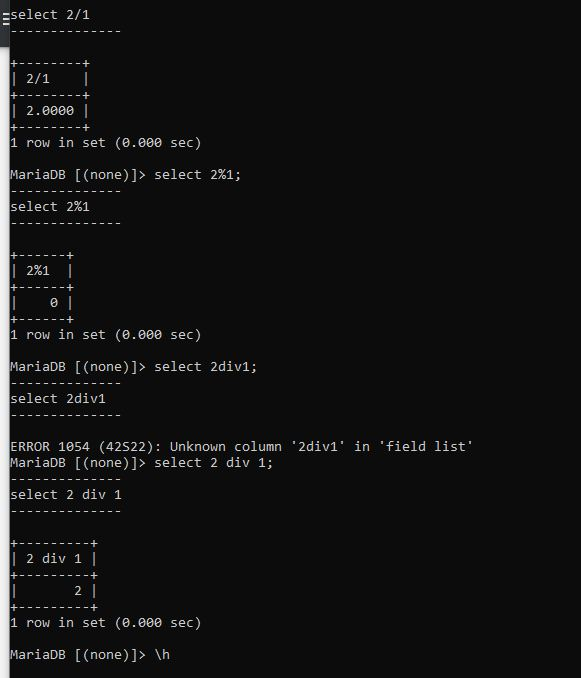 select 2/1
--------------

+--------+
| 2/1    |
+--------+
| 2.0000 |
+--------+
1 row in set (0.000 sec)

MariaDB [(none)]> select 2%1;
--------------
select 2%1
--------------

+------+
| 2%1  |
+------+
|    0 |
+------+
1 row in set (0.000 sec)

MariaDB [(none)]> select 2div1;
--------------
select 2div1
--------------

ERROR 1054 (42S22): Unknown column '2div1' in 'field list'
MariaDB [(none)]> select 2 div 1;
--------------
select 2 div 1
--------------

+---------+
| 2 div 1 |
+---------+
|       2 |
+---------+
1 row in set (0.000 sec)

MariaDB [(none)]> \h